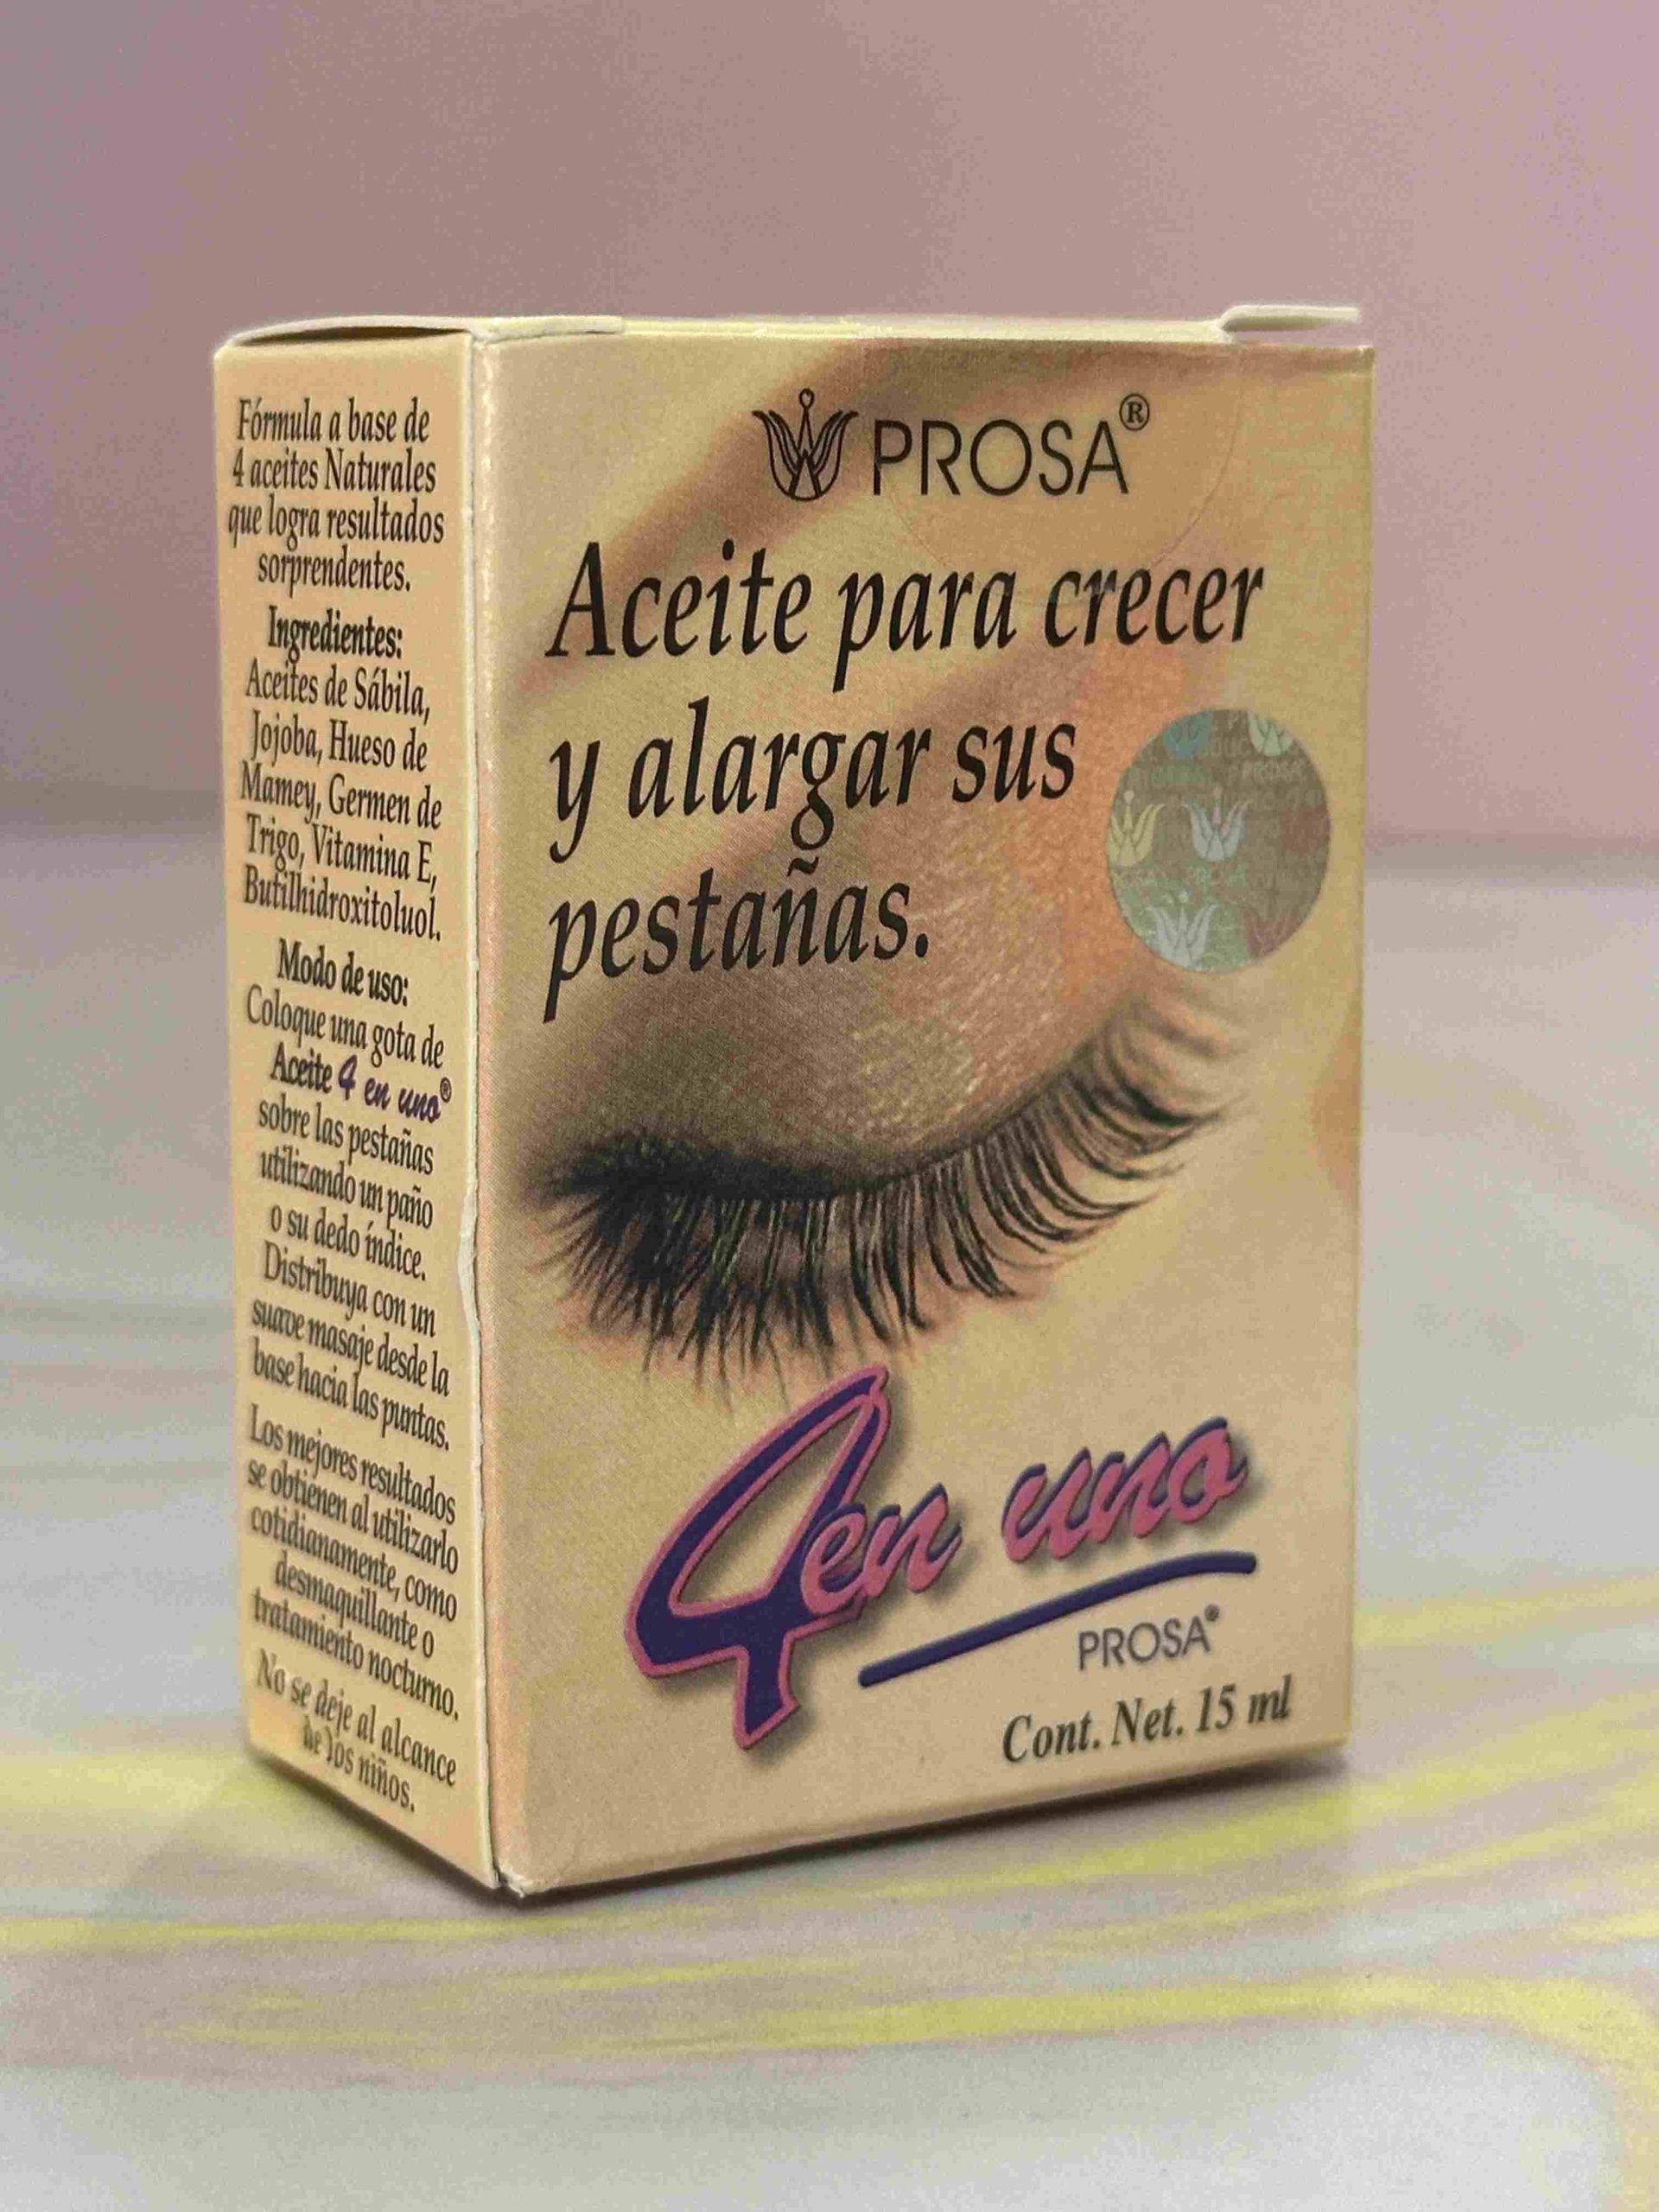 Fórmula a base de
4 aceites Naturales
que logra resultados
sorprendentes.
Ingredientes:
Aceites de Sábila,
Jojoba, Hueso de
Mamey, Germen de
Trigo, Vitamina E,
Butilhidroxitoluol.
Modo de uso:
Coloque una gota de
Aceite 4 en uno®
sobre las pestañas
utilizando un paño
o su dedo índice.
Distribuya con un
suave masaje desde la
base hacia las puntas.
Los mejores resultados
se obtienen al utilizarlo
cotidianamente, como
desmaquillante o
tratamiento nocturno.
No se deje al alcance
de los niños.
PROSA®
Aceite para crecer
y alargar sus
pestañas.
PROSA
PROSA
4 en uno
PROSA®
Cont. Net. 15 ml